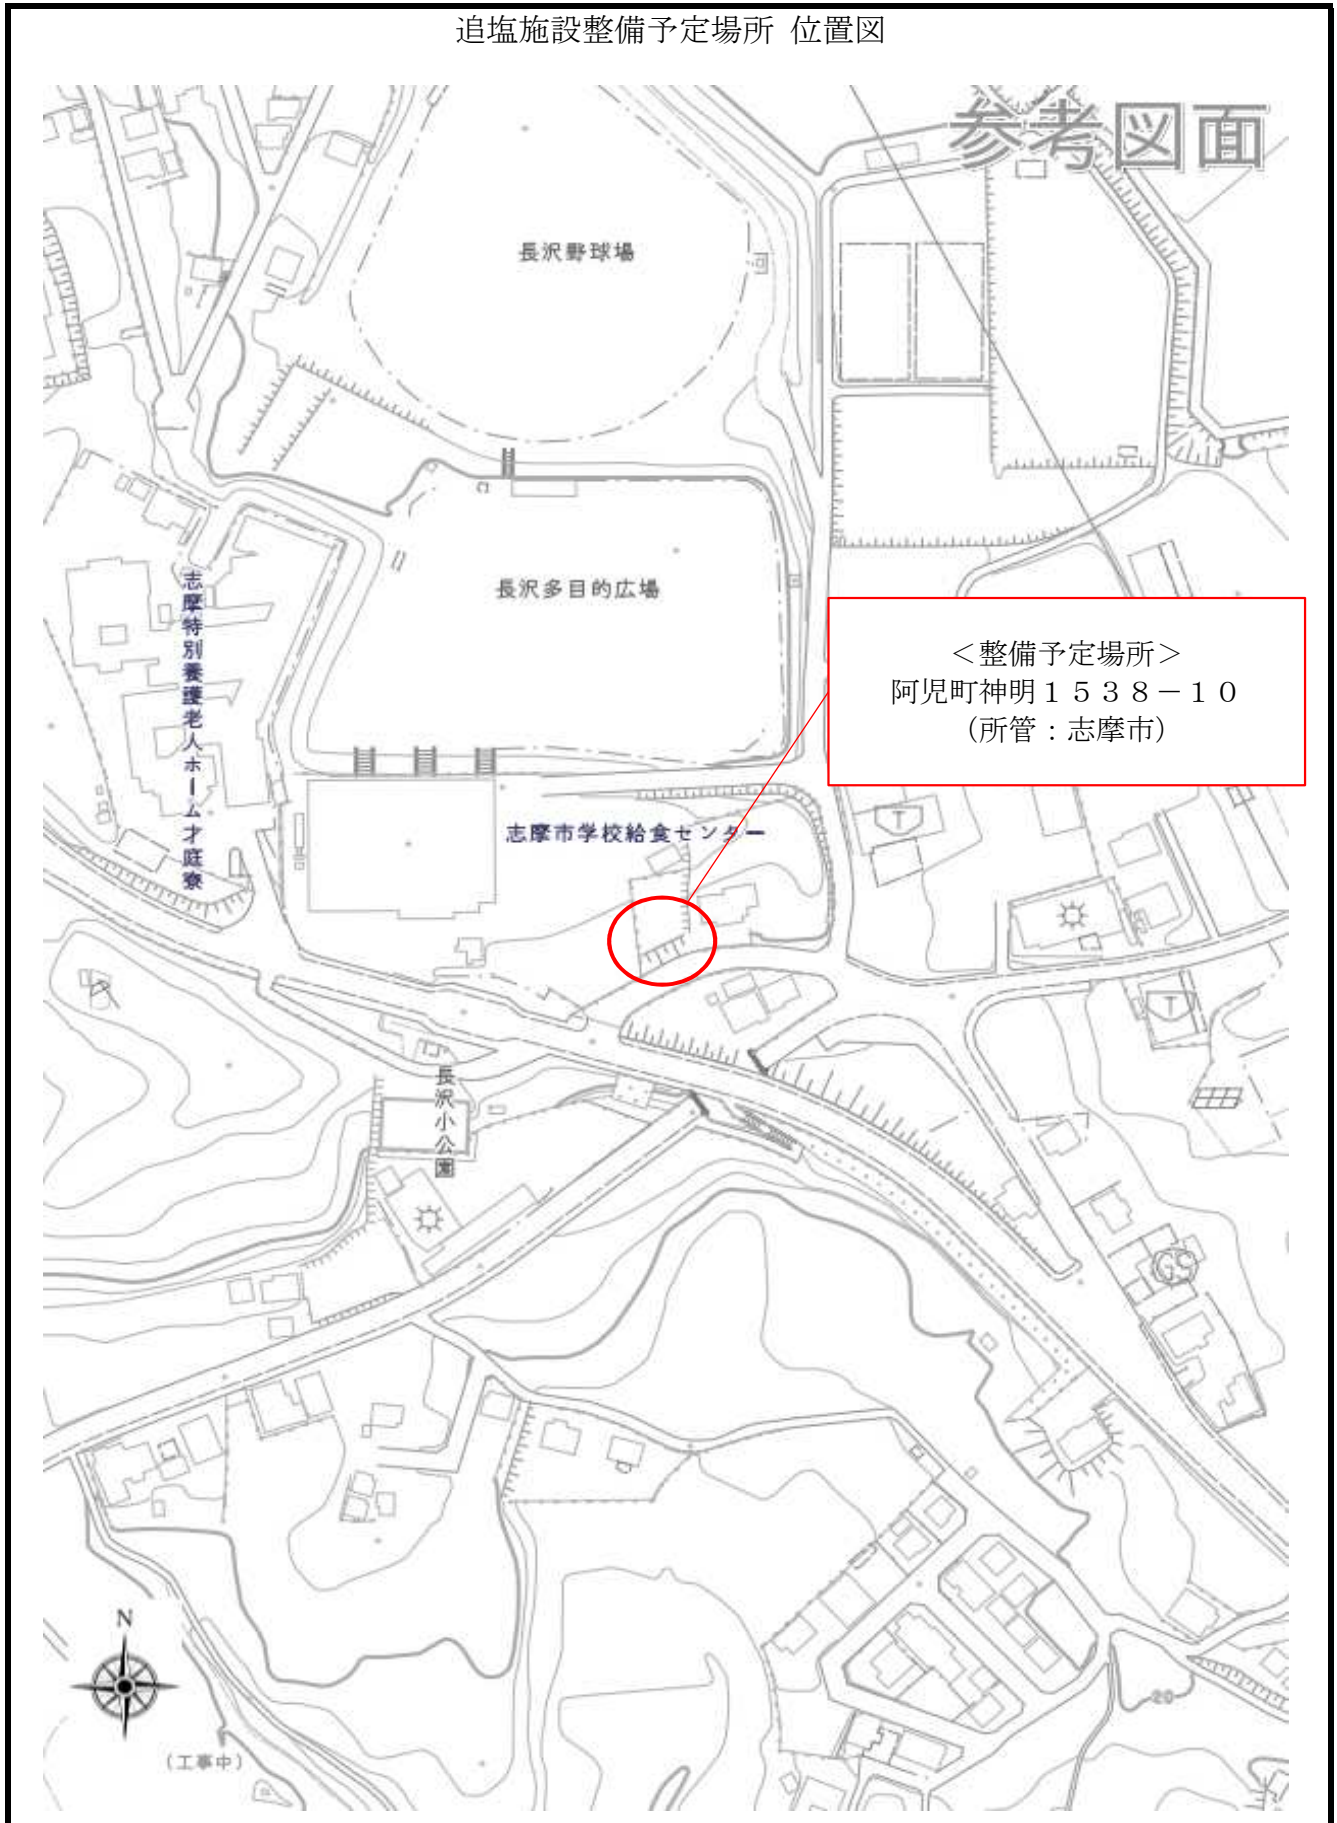 追塩施設整備予定場所 位置図
参考図面
長沢野球場
長沢多目的広場
志摩特別養護老人ホーム才庭寮
＜整備予定場所＞
阿児町神明１５３８－１０
（所管：志摩市）
志摩市学校給食センター
T
T
長沢小公園
GS
N
20
（工事中）